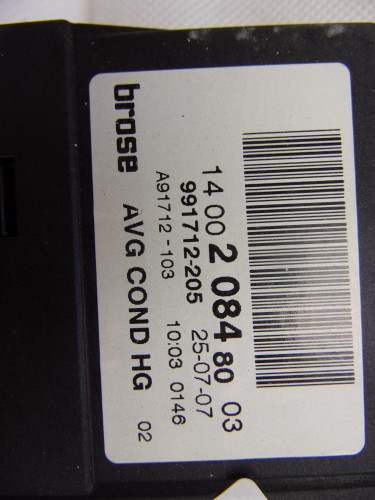 14.00 2 084 80 03
991712-205 25-07-07
A91712-103 10:03 0146
brose AVG COND HG 02